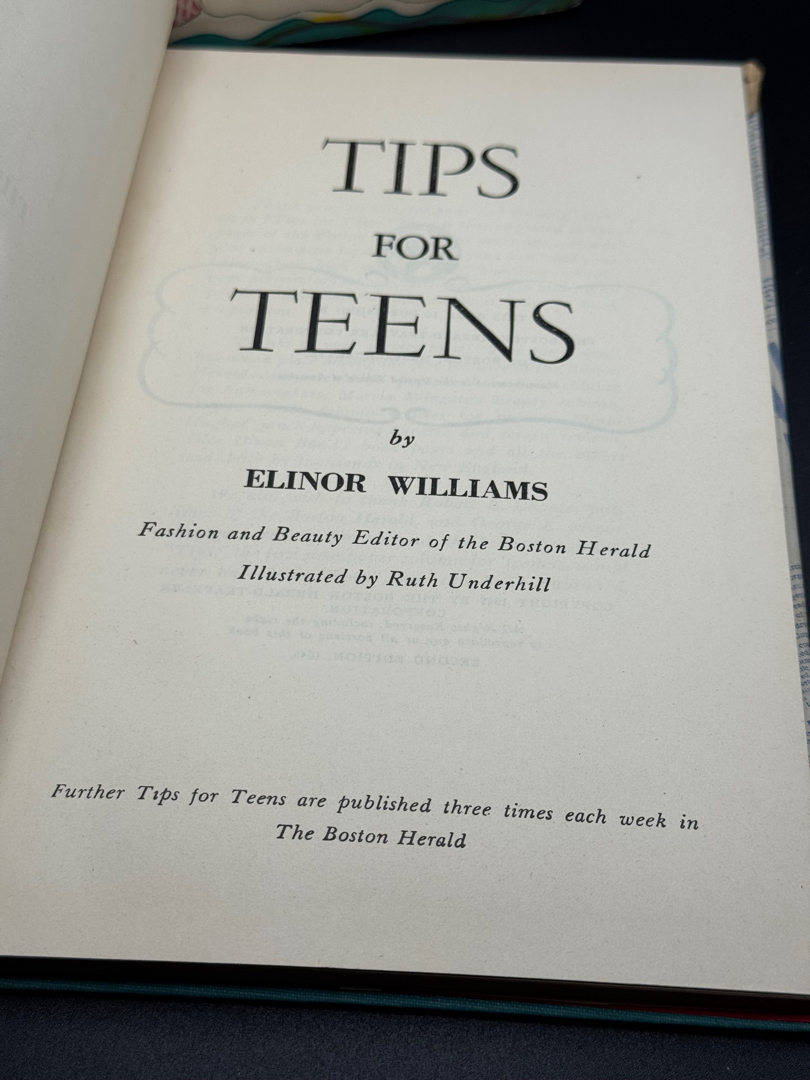 TIPS
FOR
TEENS
by
ELINOR WILLIAMS
Fashion and Beauty Editor of the Boston Herald
Illustrated by Ruth Underhill
Further Tips for Teens are published three times each week in
The Boston Herald